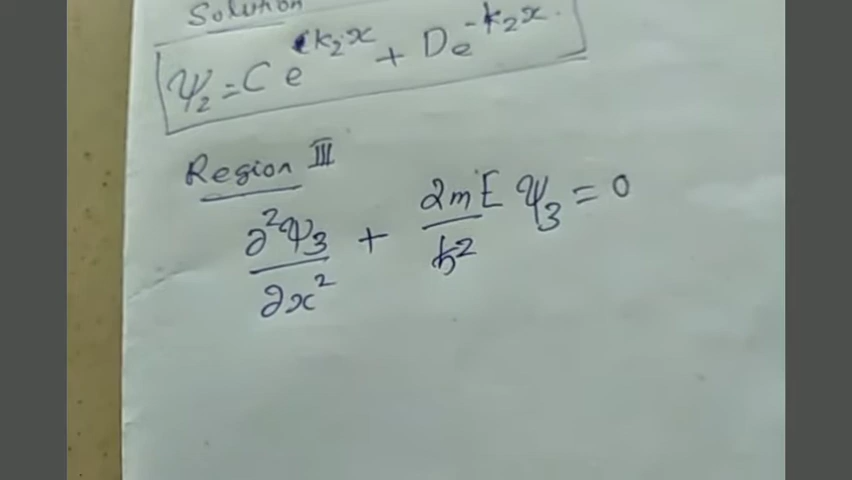 Solution
ψ₂ = C e^{k₂x} + D e^{-k₂x}
Region III
∂²ψ₃/∂x² + 2mE/ħ² ψ₃ = 0